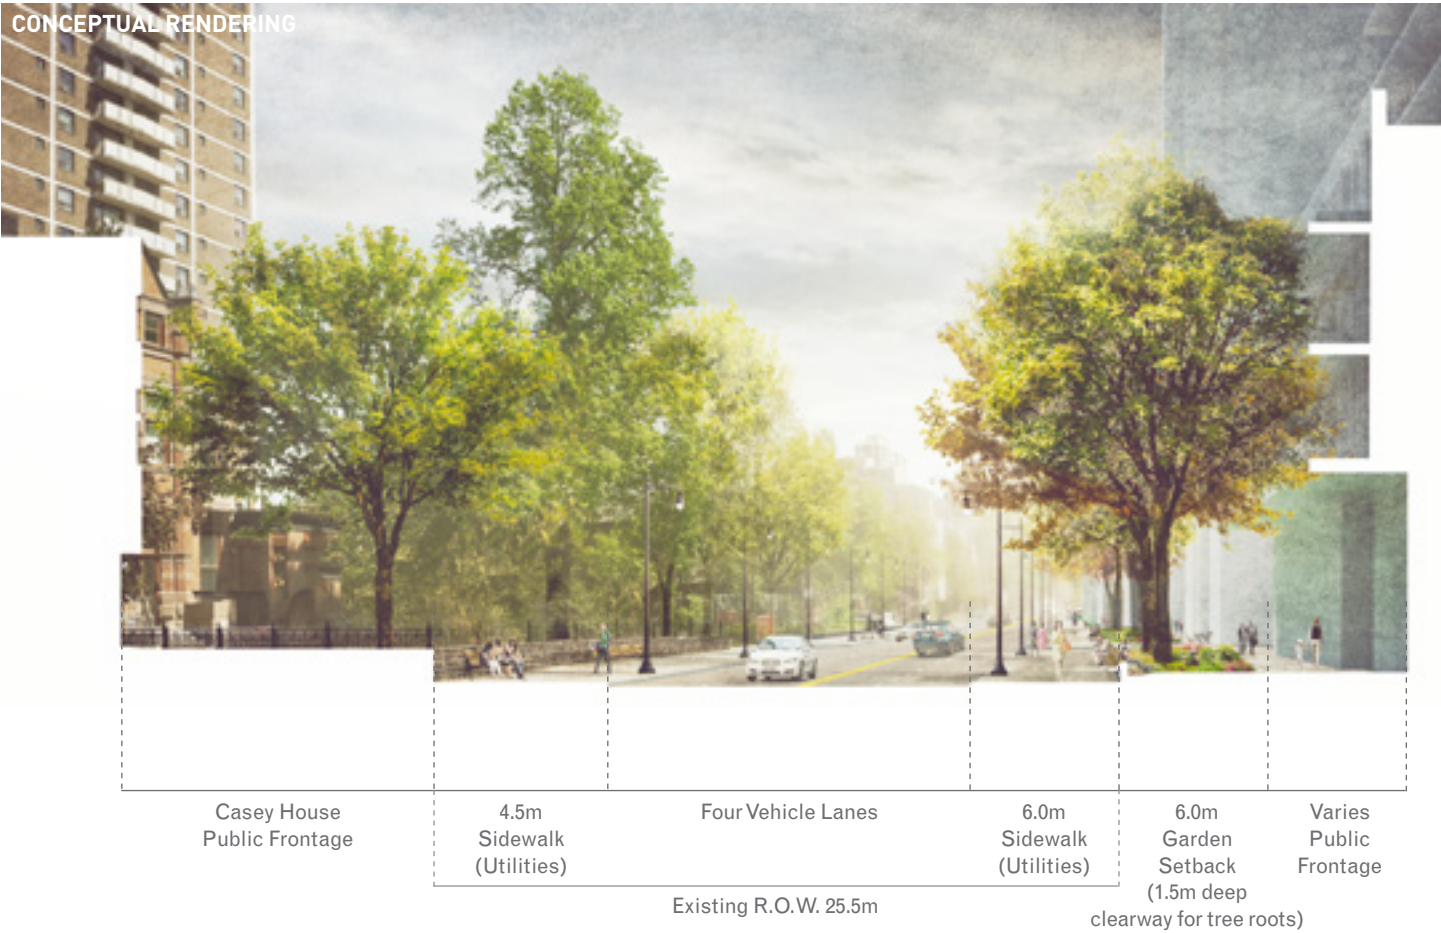 CONCEPTUAL RENDERING
Casey House
Public Frontage
4.5m
Sidewalk
(Utilities)
Four Vehicle Lanes
6.0m
Sidewalk
(Utilities)
6.0m
Garden
Setback
(1.5m deep
clearway for tree roots)
Varies
Public
Frontage
Existing R.O.W. 25.5m